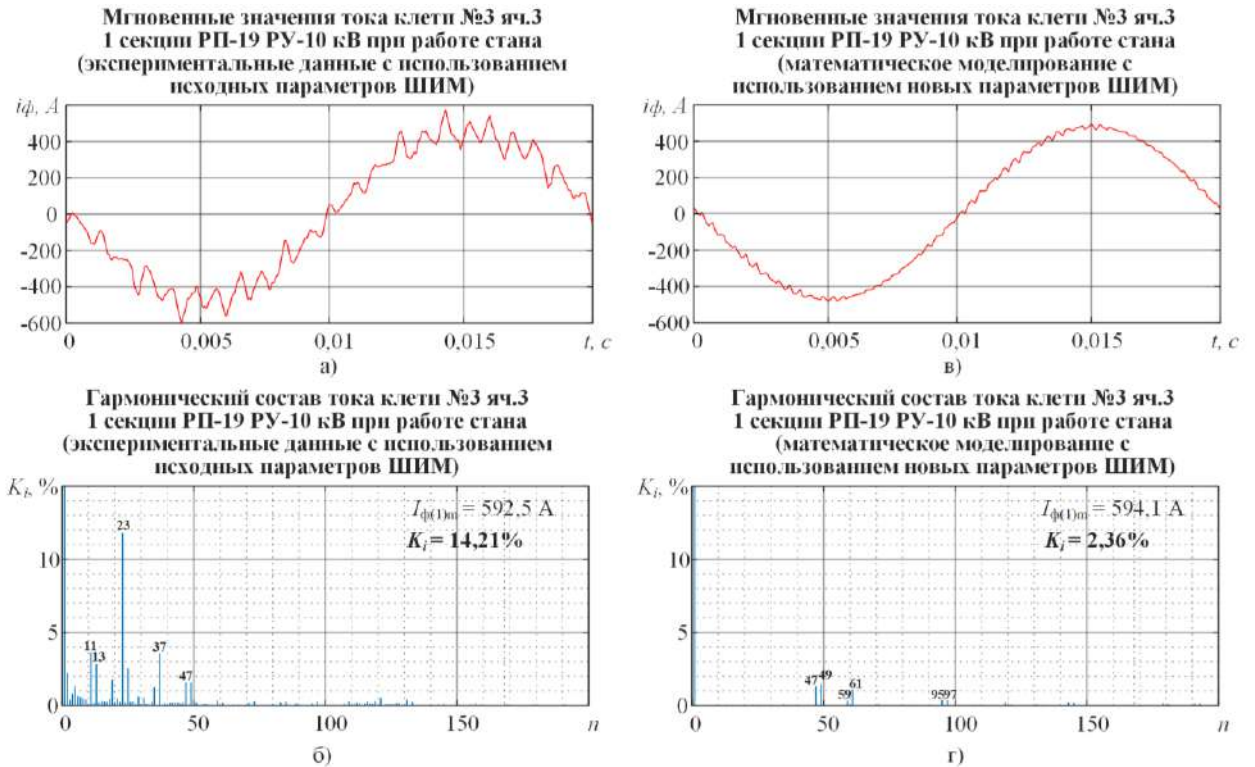 Мгновенные значения тока клети №3 яч.3
1 секции РП-19 РУ-10 кВ при работе стана
(экспериментальные данные с использованием
исходных параметров ШИМ)
iф, А
400
200
0
-200
-400
-600
0
0,005
0,01
0,015
t, с
а)
Мгновенные значения тока клети №3 яч.3
1 секции РП-19 РУ-10 кВ при работе стана
(математическое моделирование с
использованием новых параметров ШИМ)
iф, А
400
200
0
-200
-400
-600
0
0,005
0,01
0,015
t, с
в)
Гармонический состав тока клети №3 яч.3
1 секции РП-19 РУ-10 кВ при работе стана
(экспериментальные данные с использованием
исходных параметров ШИМ)
Ki, %
Iф(1)m = 592,5 А
Ki = 14,21%
23
11
13
37
47
10
5
0
0
50
100
150
n
б)
Гармонический состав тока клети №3 яч.3
1 секции РП-19 РУ-10 кВ при работе стана
(математическое моделирование с
использованием новых параметров ШИМ)
Ki, %
Iф(1)m = 594,1 А
Ki = 2,36%
47
49
59
61
95
97
10
5
0
0
50
100
150
n
г)